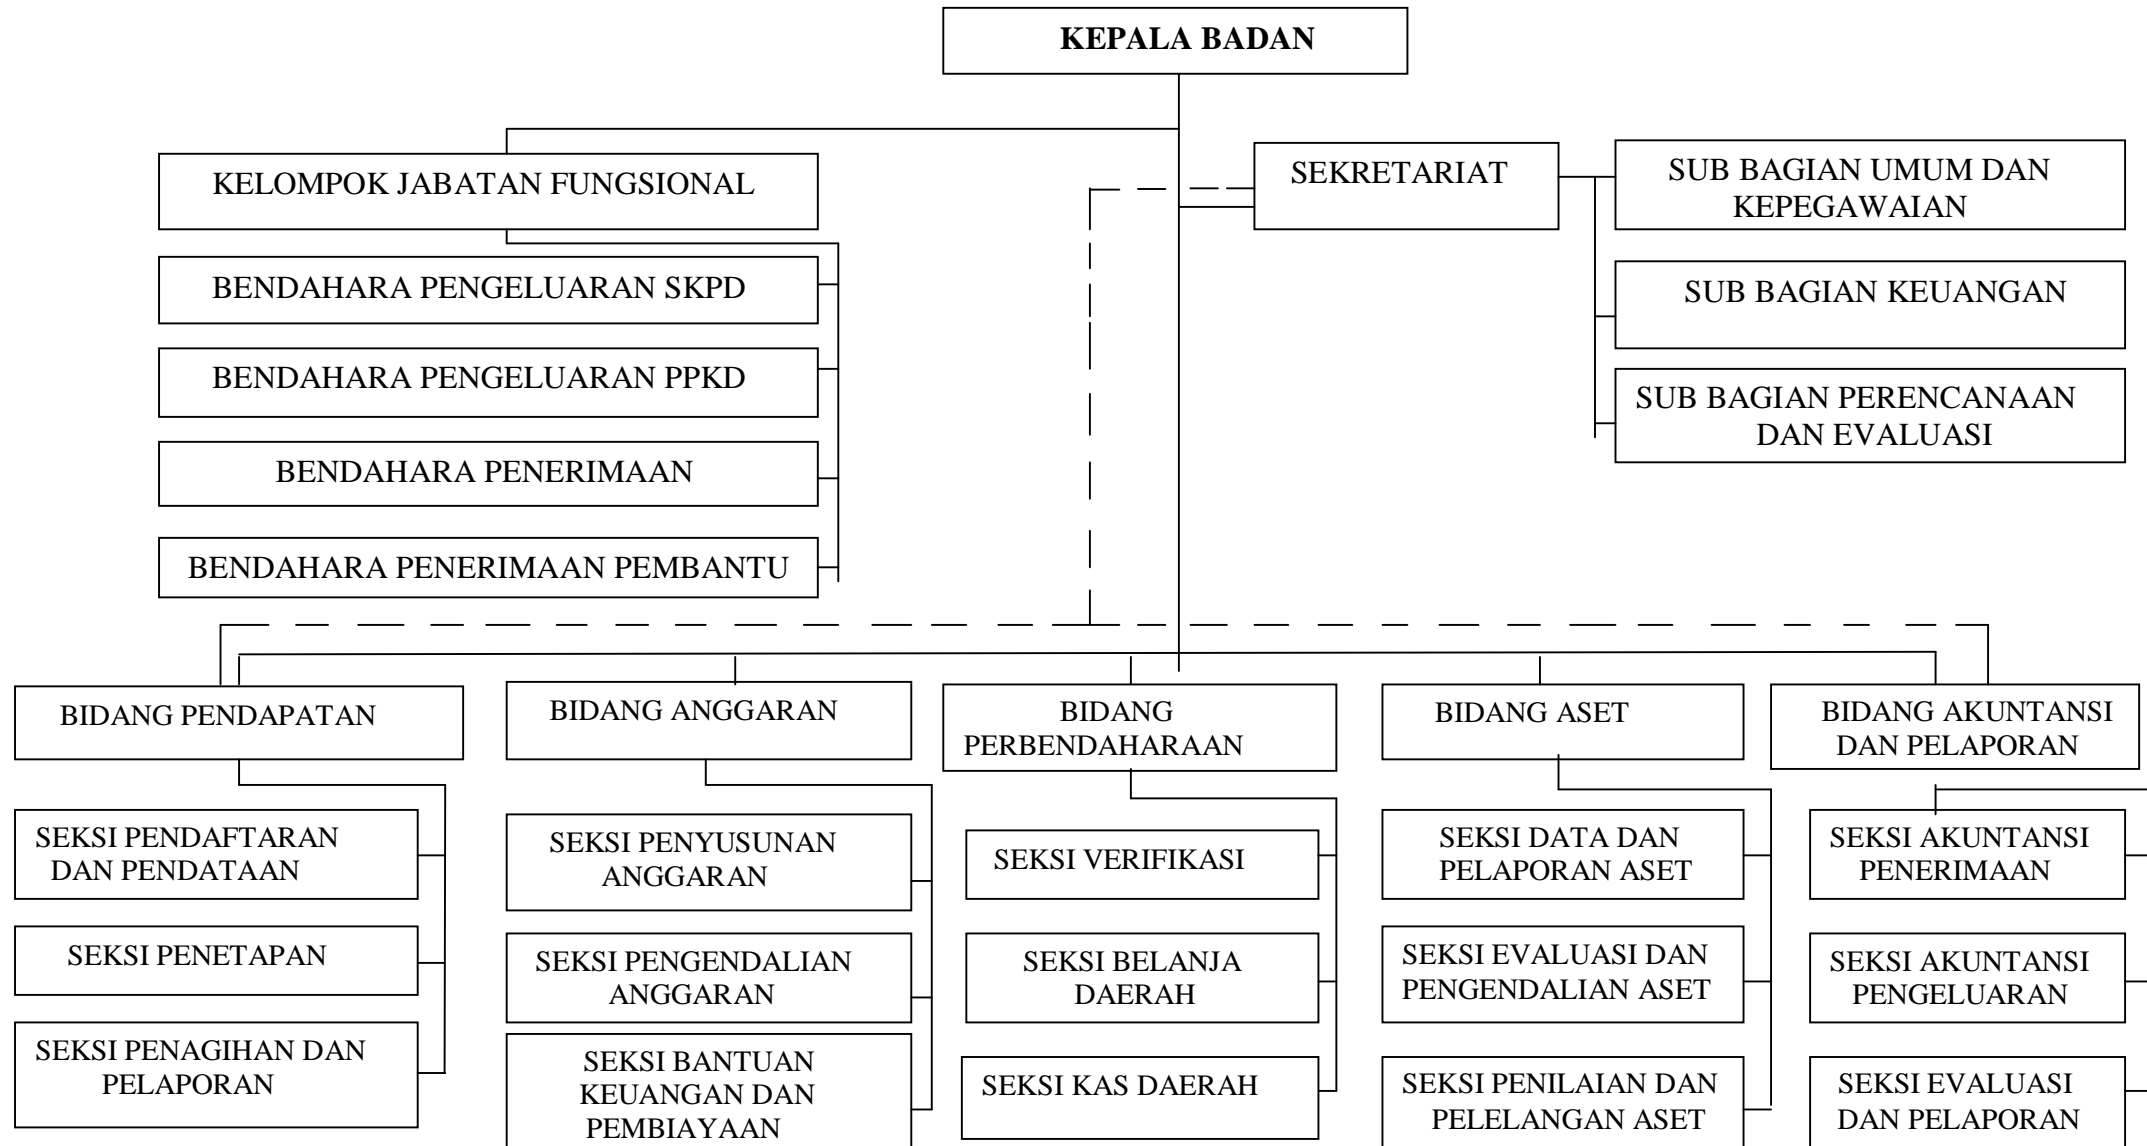 KEPALA BADAN
KELOMPOK JABATAN FUNGSIONAL
SEKRETARIAT
SUB BAGIAN UMUM DAN
KEPEGAWAIAN
BENDAHARA PENGELUARAN SKPD
SUB BAGIAN KEUANGAN
BENDAHARA PENGELUARAN PPKD
SUB BAGIAN PERENCANAAN
DAN EVALUASI
BENDAHARA PENERIMAAN
BENDAHARA PENERIMAAN PEMBANTU
BIDANG PENDAPATAN
BIDANG ANGGARAN
BIDANG
PERBENDAHARAAN
BIDANG ASET
BIDANG AKUNTANSI
DAN PELAPORAN
SEKSI PENDAFTARAN
DAN PENDATAAN
SEKSI PENYUSUNAN
ANGGARAN
SEKSI VERIFIKASI
SEKSI DATA DAN
PELAPORAN ASET
SEKSI AKUNTANSI
PENERIMAAN
SEKSI PENETAPAN
SEKSI PENGENDALIAN
ANGGARAN
SEKSI BELANJA
DAERAH
SEKSI EVALUASI DAN
PENGENDALIAN ASET
SEKSI AKUNTANSI
PENGELUARAN
SEKSI PENAGIHAN DAN
PELAPORAN
SEKSI BANTUAN
KEUANGAN DAN
PEMBIAYAAN
SEKSI KAS DAERAH
SEKSI PENILAIAN DAN
PELELANGAN ASET
SEKSI EVALUASI
DAN PELAPORAN